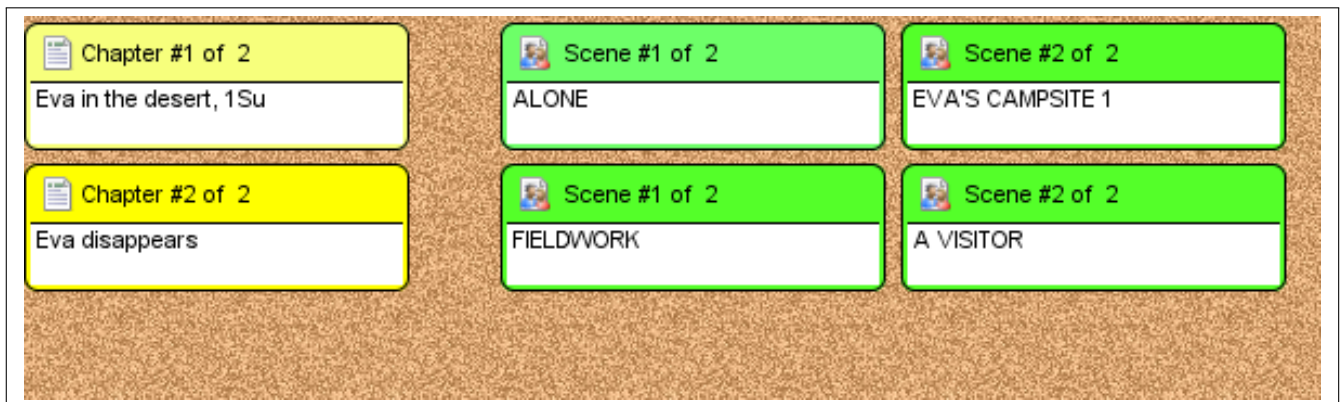 Chapter #1 of 2
Eva in the desert, 1Su
Scene #1 of 2
ALONE
Scene #2 of 2
EVA'S CAMPSITE 1
Chapter #2 of 2
Eva disappears
Scene #1 of 2
FIELDWORK
Scene #2 of 2
A VISITOR